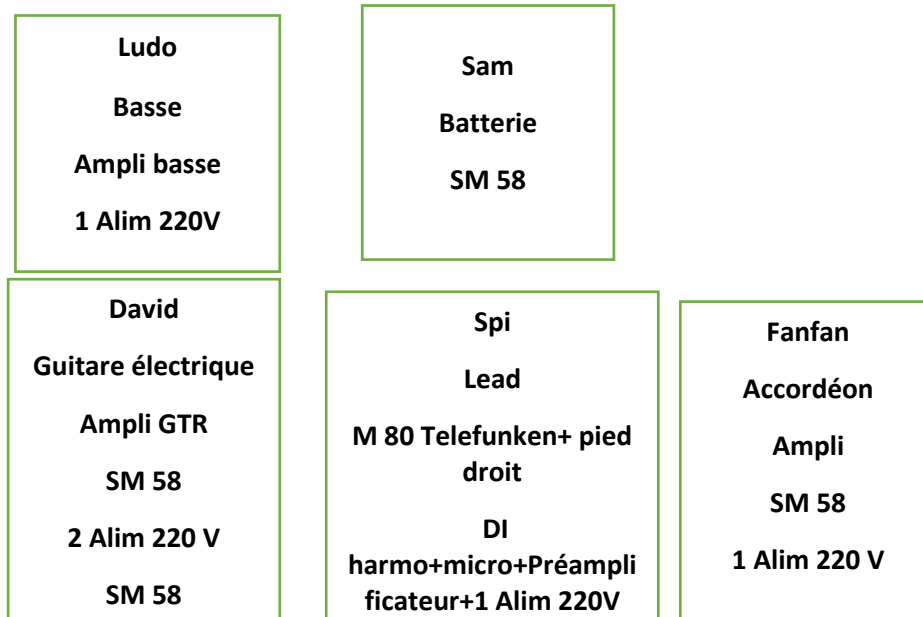 Ludo
Basse
Ampli basse
1 Alim 220V
Sam
Batterie
SM 58
David
Guitare électrique
Ampli GTR
SM 58
2 Alim 220 V
SM 58
Spi
Lead
M 80 Telefunken+ pied
droit
DI
harmo+micro+Préampli
ficateur+1 Alim 220V
Fanfan
Accordéon
Ampli
SM 58
1 Alim 220 V